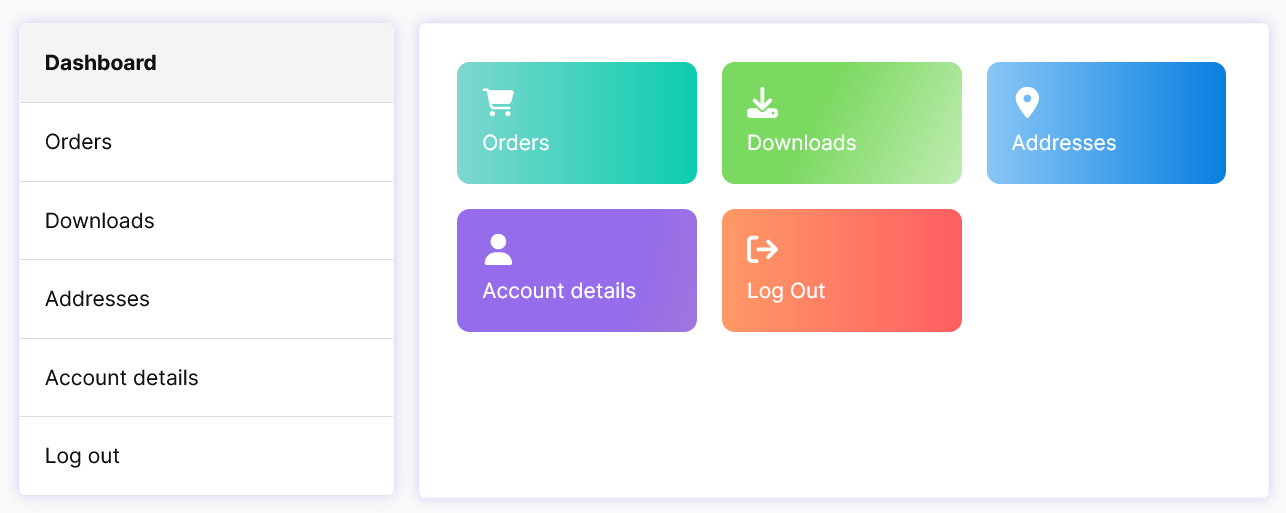 Dashboard
Orders
Downloads
Addresses
Account details
Log out
Orders
Downloads
Addresses
Account details
Log Out